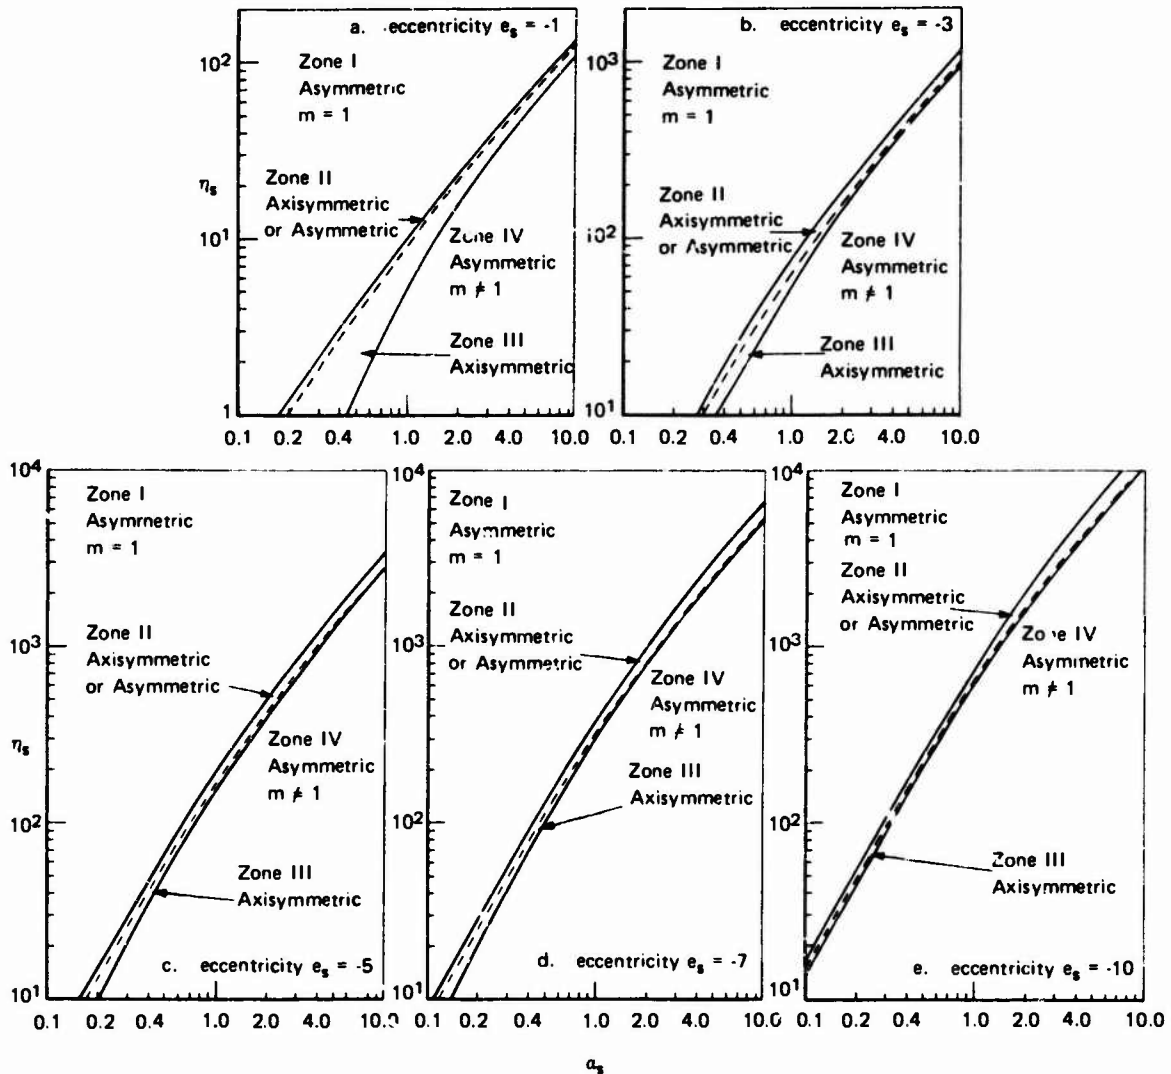 a. eccentricity eₛ = -1
10²
Zone I
Asymmetric
m = 1
ηₛ
Zone II
Axisymmetric
or Asymmetric
10¹
Zone IV
Asymmetric
m ≠ 1
Zone III
Axisymmetric
1
0.1 0.2 0.4 1.0 2.0 4.0 10.0
b. eccentricity eₛ = -3
10³
Zone I
Asymmetric
m = 1
Zone II
Axisymmetric
or Asymmetric
10²
Zone IV
Asymmetric
m ≠ 1
Zone III
Axisymmetric
10¹
0.1 0.2 0.4 1.0 2.0 4.0 10.0
10⁴
Zone I
Asymmetric
m = 1
10³
Zone II
Axisymmetric
or Asymmetric
ηₛ
Zone IV
Asymmetric
m ≠ 1
10²
Zone III
Axisymmetric
c. eccentricity eₛ = -5
10¹
0.1 0.2 0.4 1.0 2.0 4.0 10.0
10⁴
Zone I
Asymmetric
m = 1
10³
Zone II
Axisymmetric
or Asymmetric
Zone IV
Asymmetric
m ≠ 1
Zone III
Axisymmetric
10²
d. eccentricity eₛ = -7
10¹
0.1 0.2 0.4 1.0 2.0 4.0 10.0
10⁴
Zone I
Asymmetric
m = 1
Zone II
Axisymmetric
or Asymmetric
10³
Zone IV
Asymmetric
m ≠ 1
10²
Zone III
Axisymmetric
e. eccentricity eₛ = -10
10¹
0.1 0.2 0.4 1.0 2.0 4.0 10.0
αₛ